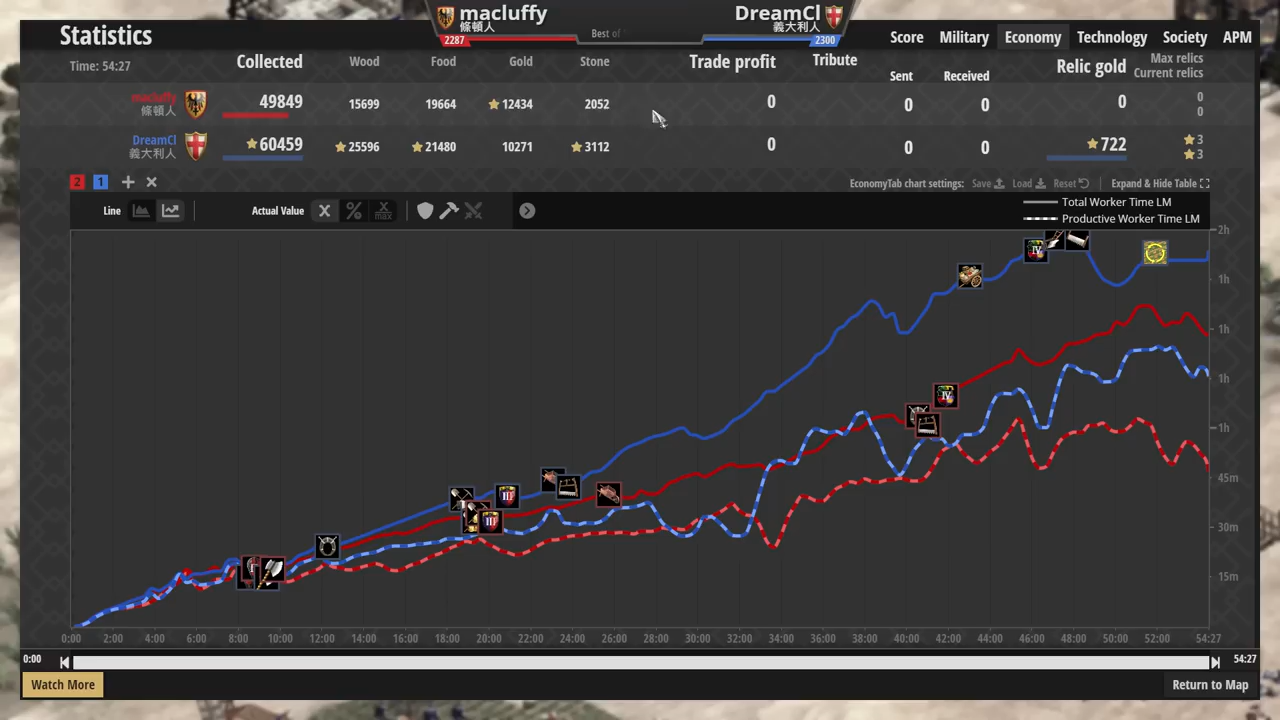 macluffy
條頓人
2287
Best of
DreamCl
義大利人
2300
Statistics
Score Military Economy Technology Society APM
Time: 54:27
Collected Wood Food Gold Stone Trade profit Tribute Sent Received Relic gold Max relics Current relics
macluffy
條頓人
49849 15699 19664 12434 2052 0 0 0 0 0 0
DreamCl
義大利人
60459 25596 21480 10271 3112 0 0 0 722 3 3
2 1
EconomyTab chart settings: Save Load Reset Expand & Hide Table
Line Actual Value X % x/max
Total Worker Time LM
Productive Worker Time LM
2h
1h
1h
1h
1h
45m
30m
15m
III III IV IV
0:00 2:00 4:00 6:00 8:00 10:00 12:00 14:00 16:00 18:00 20:00 22:00 24:00 26:00 28:00 30:00 32:00 34:00 36:00 38:00 40:00 42:00 44:00 46:00 48:00 50:00 52:00 54:27
0:00 54:27
Watch More Return to Map